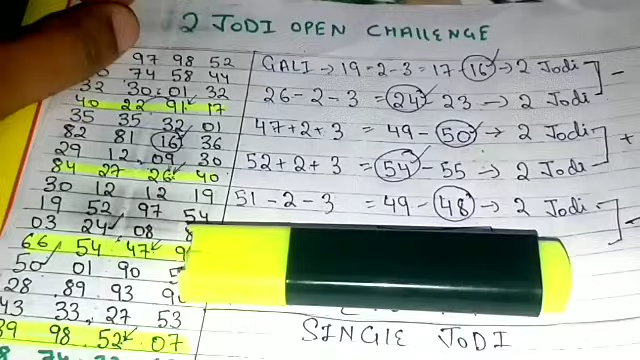 2 JODI OPEN CHALLENGE
97 98 52
74 58 44
32 30 01 32
40 22 91 17
35 35 32 01
82 81 16 36
29 12 09 30
84 27 26 40
30 12 12 19
19 52 97 54
03 24 08
66 54 47
50 01 90
28 89 93
43 33 27 53
39 98 52 07
GALI → 19-2-3 = 17-16 → 2 Jodi
26-2-3 = 24-23 → 2 Jodi
47+2+3 = 49-50 → 2 Jodi
52+2+3 = 54-55 → 2 Jodi
51-2-3 = 49-48 → 2 Jodi
SINGLE JODI